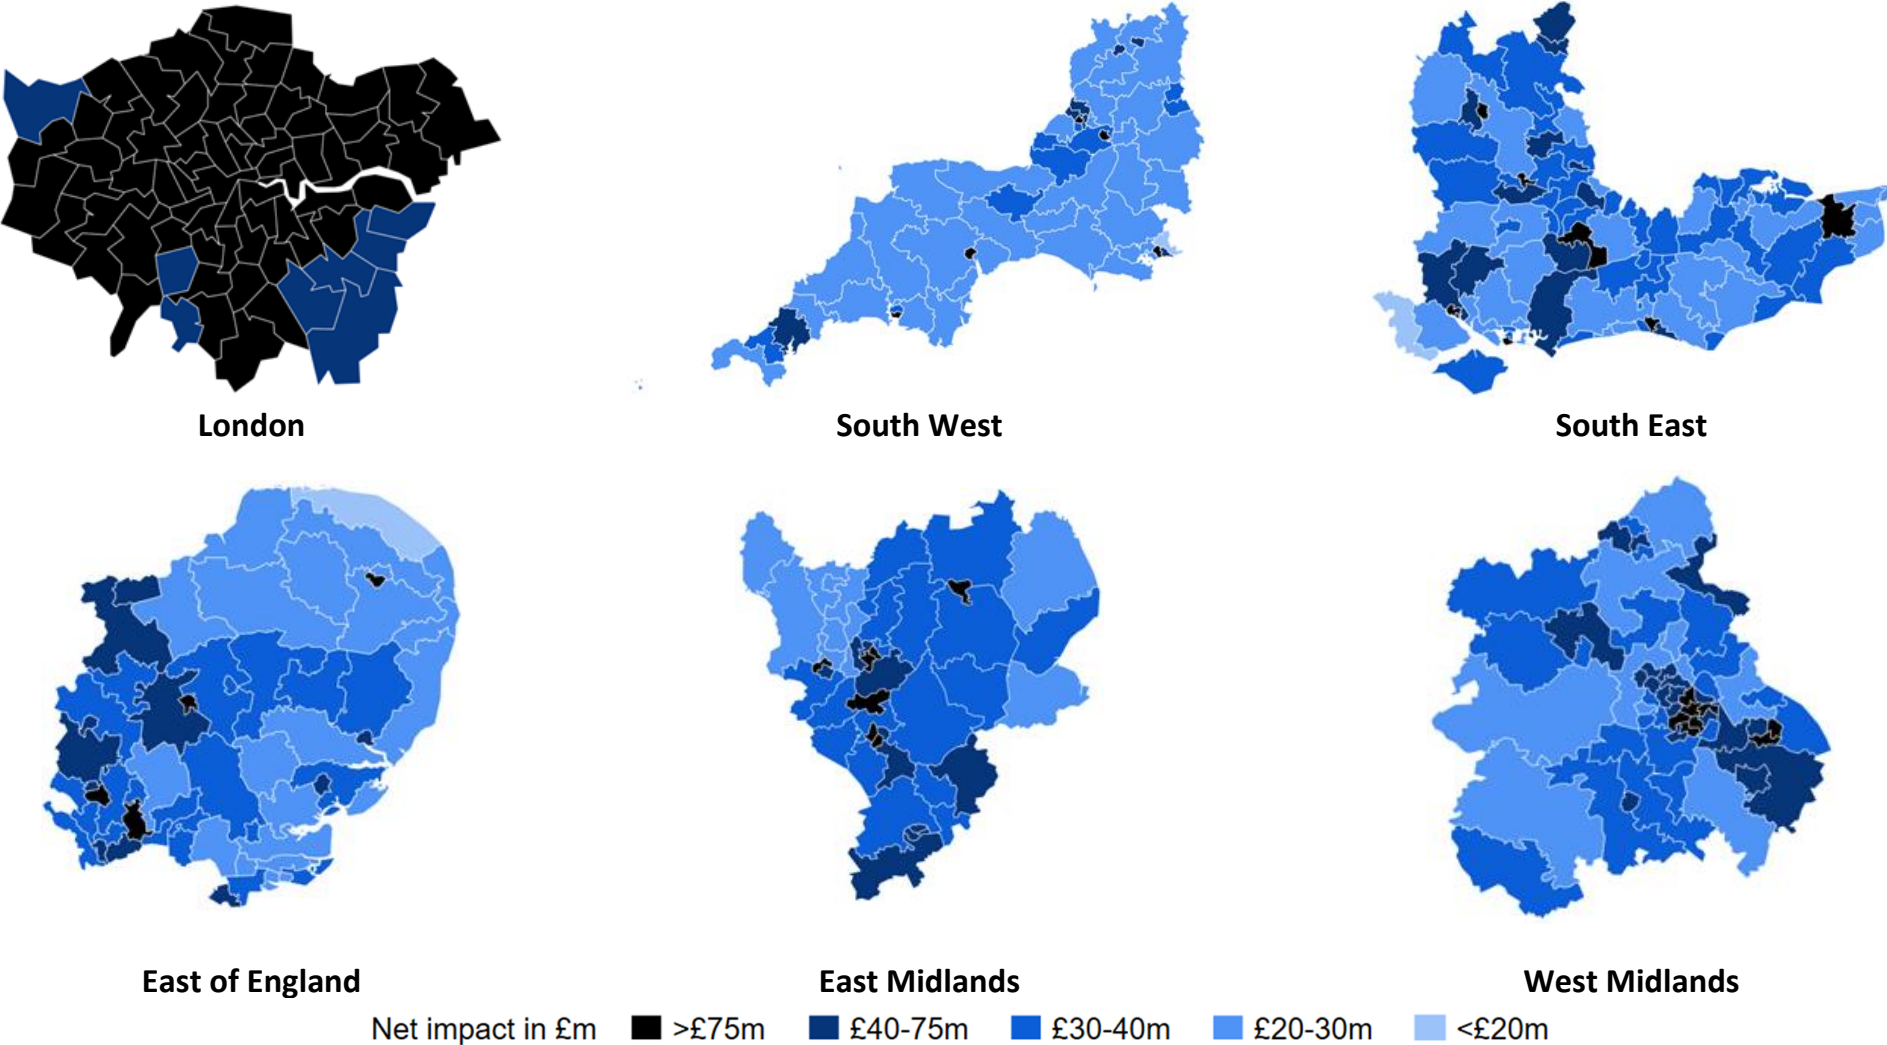 London
South West
South East
East of England
East Midlands
West Midlands
Net impact in £m >£75m £40-75m £30-40m £20-30m <£20m